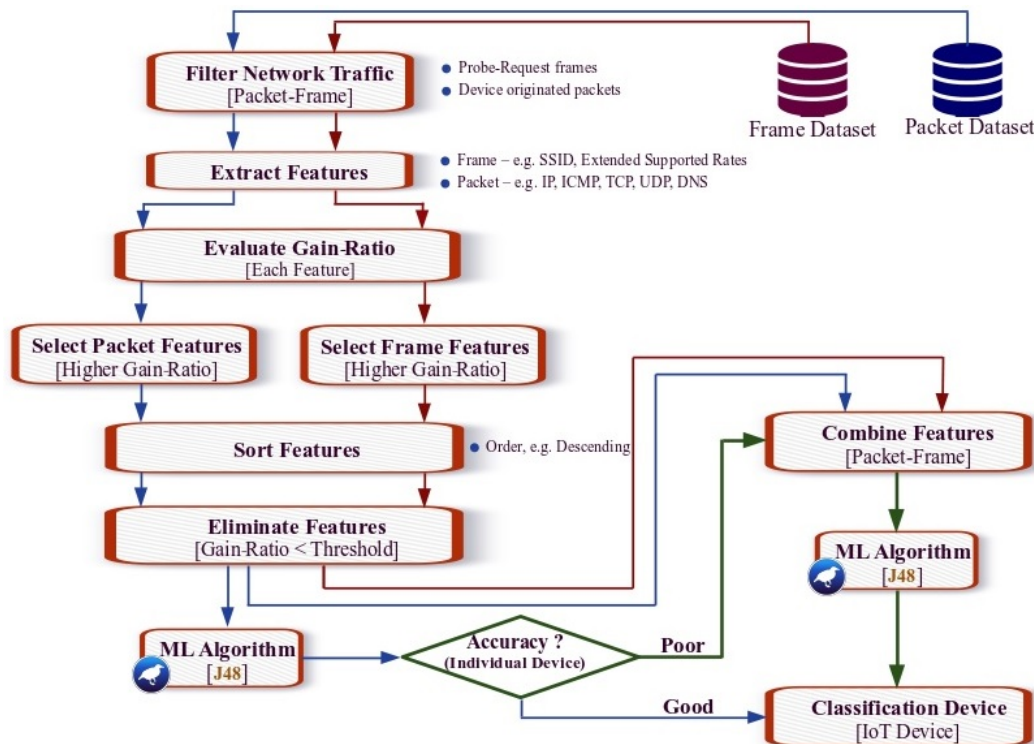 Filter Network Traffic
[Packet-Frame]
Probe-Request frames
Device originated packets
Frame Dataset
Packet Dataset
Extract Features
Frame – e.g. SSID, Extended Supported Rates
Packet – e.g. IP, ICMP, TCP, UDP, DNS
Evaluate Gain-Ratio
[Each Feature]
Select Packet Features
[Higher Gain-Ratio]
Select Frame Features
[Higher Gain-Ratio]
Sort Features
Order, e.g. Descending
Combine Features
[Packet-Frame]
Eliminate Features
[Gain-Ratio < Threshold]
ML Algorithm
[J48]
ML Algorithm
[J48]
Accuracy ?
(Individual Device)
Poor
Good
Classification Device
[IoT Device]